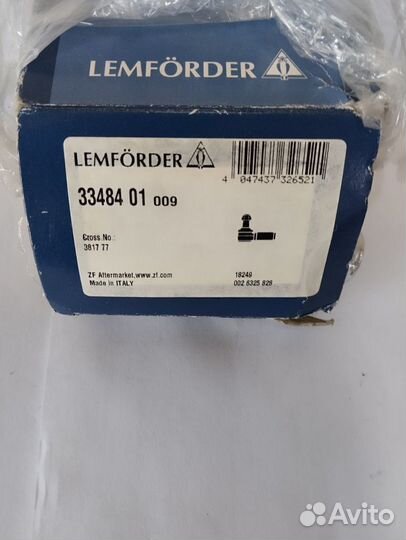 LEMFÖRDER
LEMFÖRDER
4 047437 326521
33484 01 009
Cross No.:
3817 77
ZF Aftermarket,www.zf.com
Made in ITALY
18249
002 6325 828
Avito